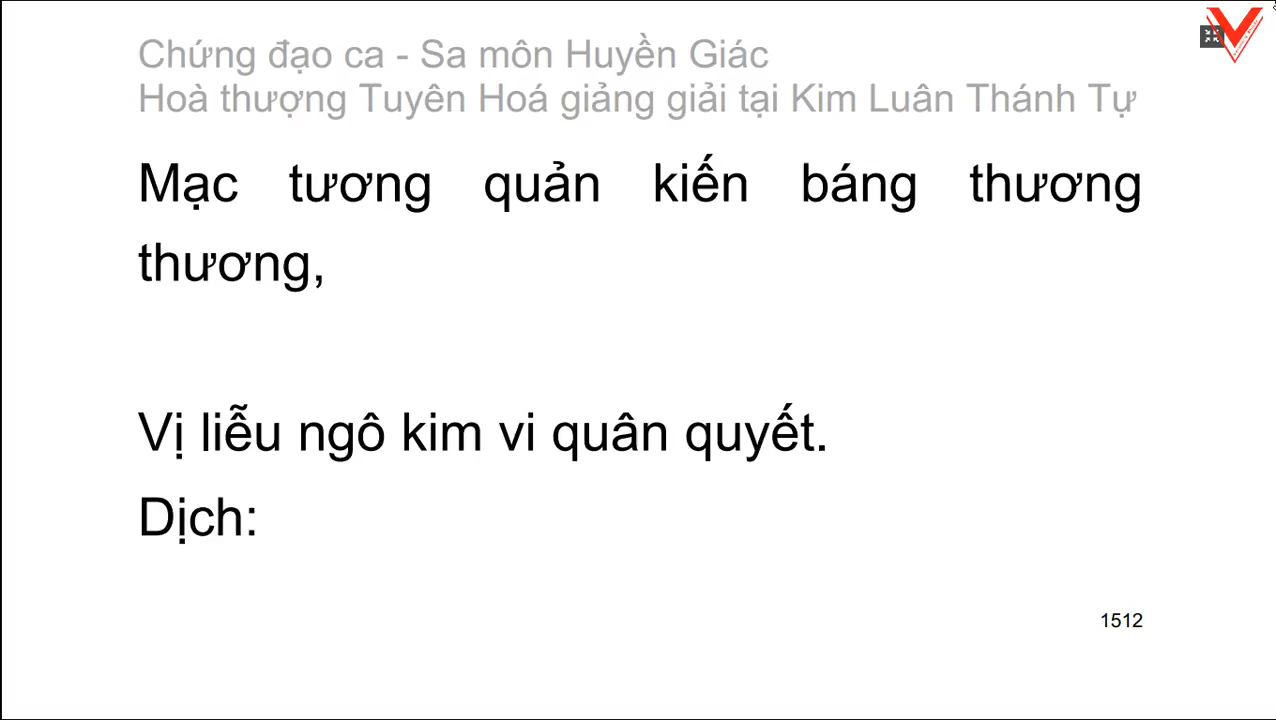 Chứng đạo ca - Sa môn Huyền Giác
Hoà thượng Tuyên Hoá giảng giải tại Kim Luân Thánh Tự
Mạc tương quản kiến báng thương
thương,
Vị liễu ngô kim vi quân quyết.
Dịch:
1512